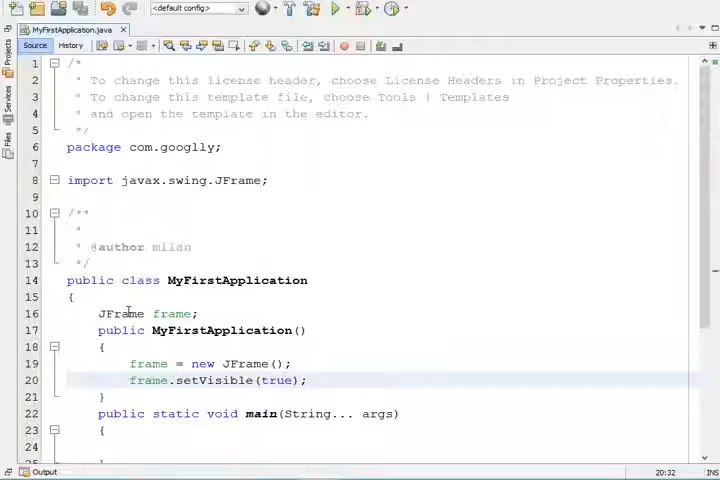 <default config>
MyFirstApplication.java
Source History
Projects
Services
Files
1 /*
2 * To change this license header, choose License Headers in Project Properties.
3 * To change this template file, choose Tools | Templates
4 * and open the template in the editor.
5 */
6 package com.googlly;
7
8 import javax.swing.JFrame;
9
10 /**
11 *
12 * @author milan
13 */
14 public class MyFirstApplication
15 {
16 JFrame frame;
17 public MyFirstApplication()
18 {
19 frame = new JFrame();
20 frame.setVisible(true);
21 }
22 public static void main(String... args)
23 {
24
25 }
Output
20:32 INS